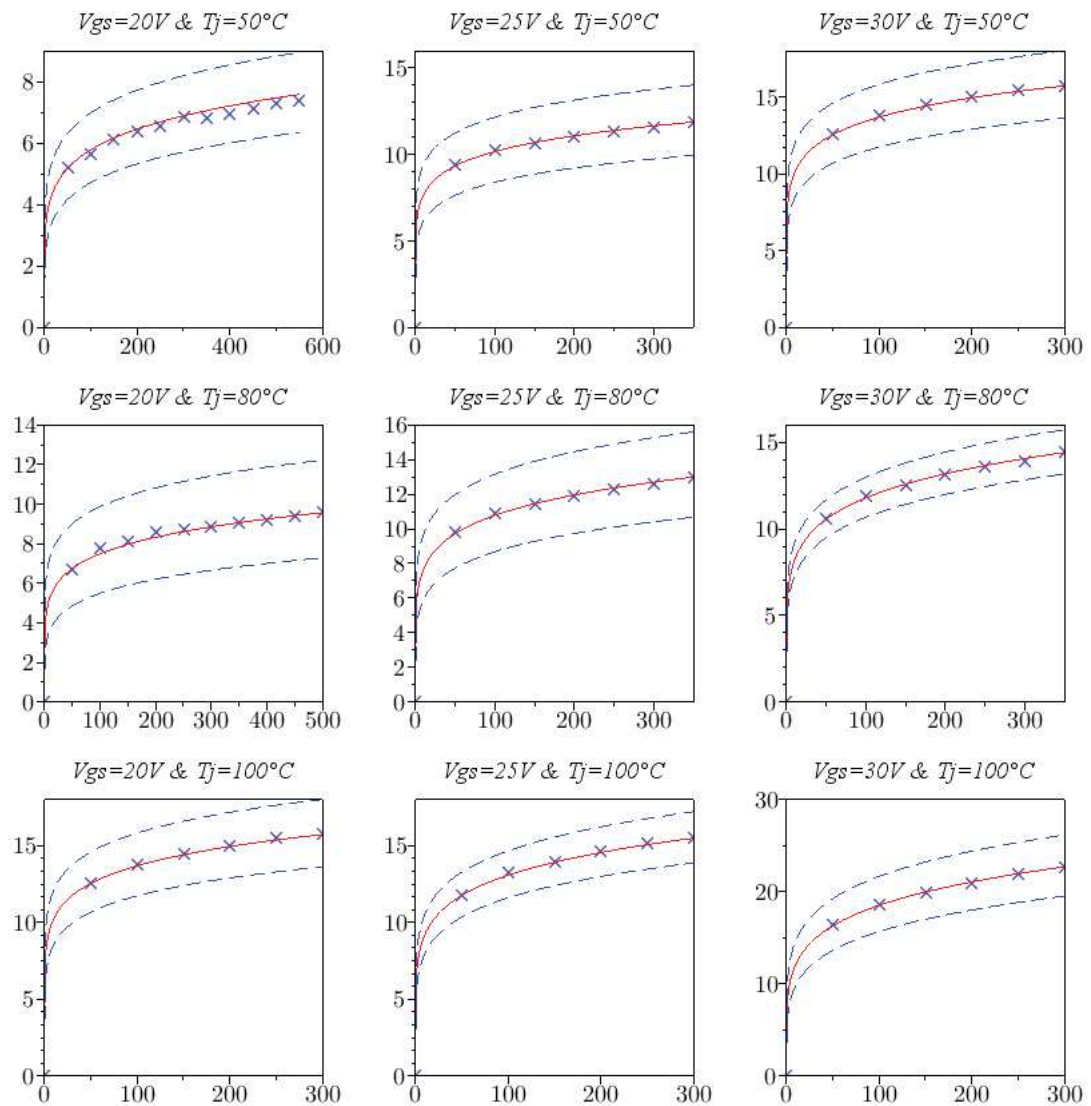 Vgs=20V & Tj=50°C
Vgs=25V & Tj=50°C
Vgs=30V & Tj=50°C
8
6
4
2
0
0 200 400 600
15
10
5
0
0 100 200 300
15
10
5
0
0 100 200 300
Vgs=20V & Tj=80°C
Vgs=25V & Tj=80°C
Vgs=30V & Tj=80°C
14
12
10
8
6
4
2
0
0 100 200 300 400 500
16
14
12
10
8
6
4
2
0
0 100 200 300
15
10
5
0
0 100 200 300
Vgs=20V & Tj=100°C
Vgs=25V & Tj=100°C
Vgs=30V & Tj=100°C
15
10
5
0
0 100 200 300
15
10
5
0
0 100 200 300
30
20
10
0
0 100 200 300